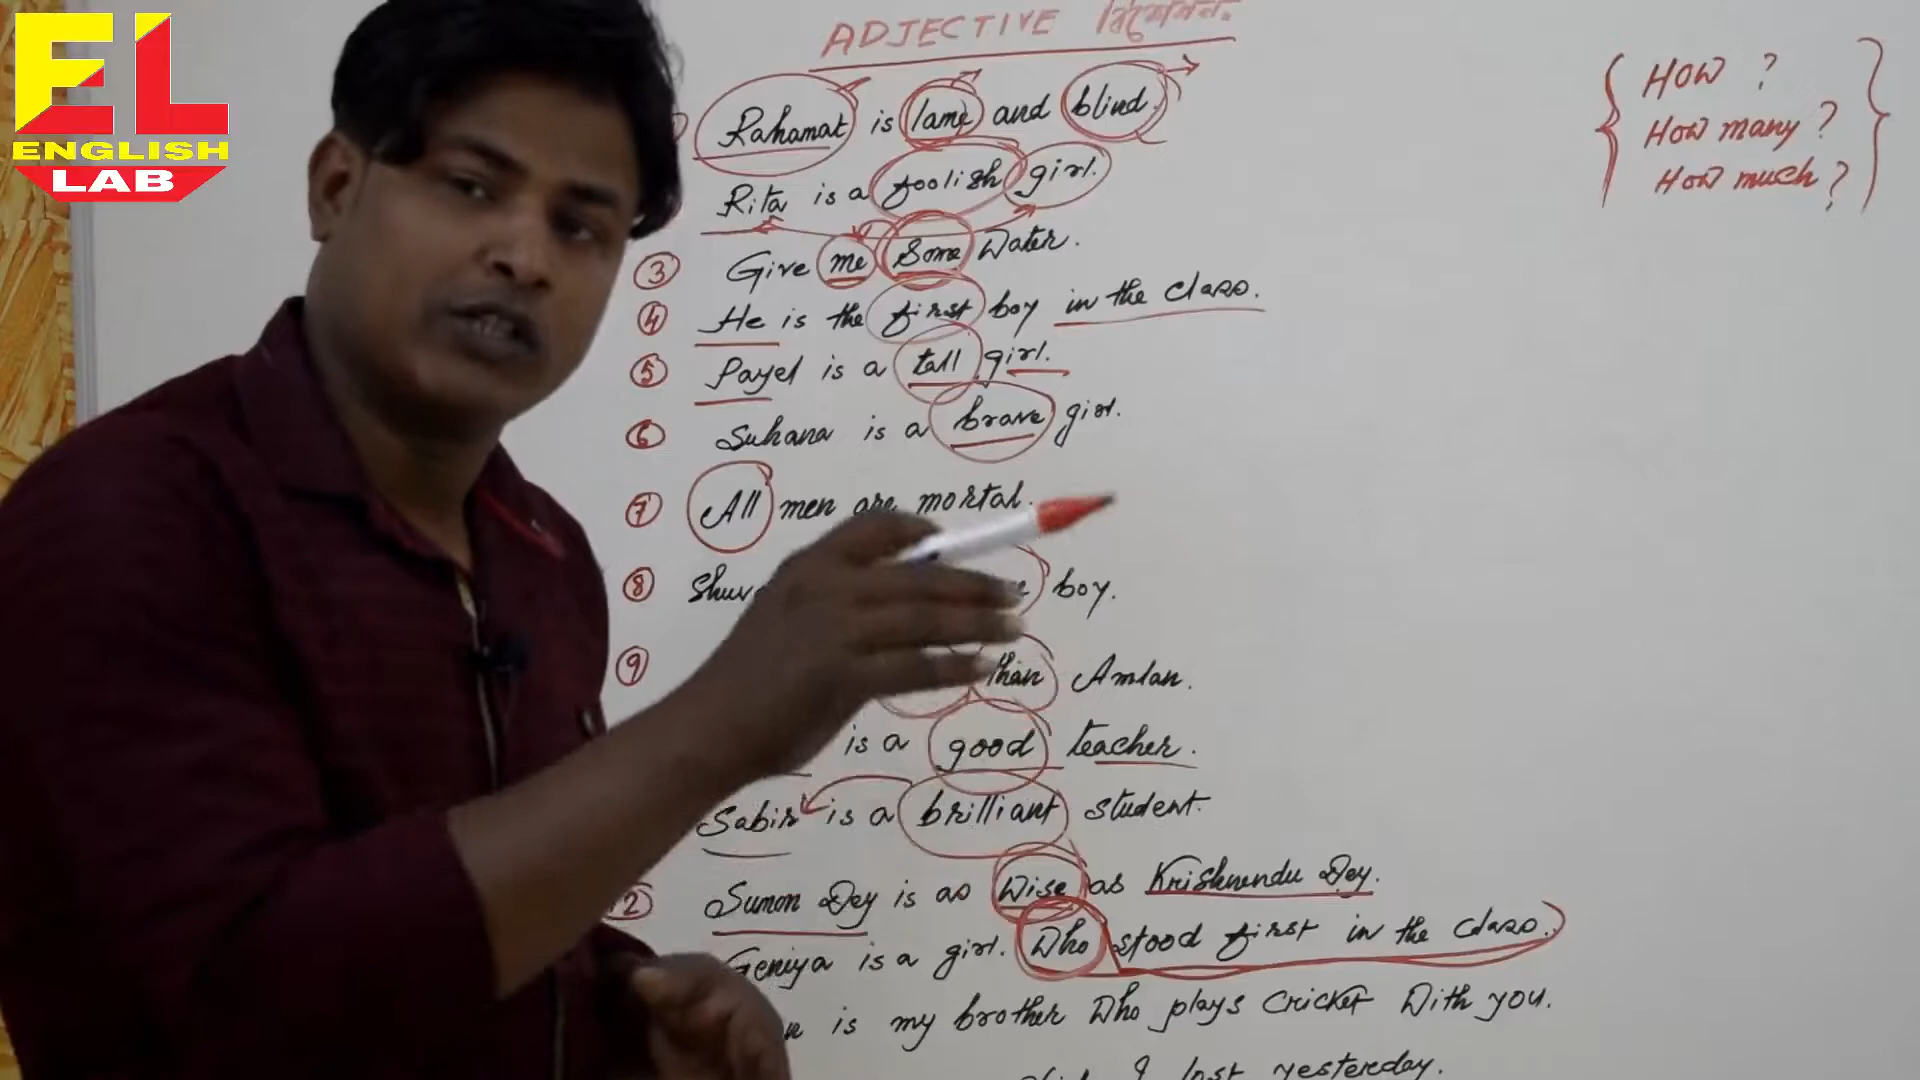 EL
ENGLISH
LAB
ADJECTIVE বিশেষণ.
Rahamat is lame and blind.
Rita is a foolish girl.
③ Give me some water.
④ He is the first boy in the class.
⑤ Payel is a tall girl.
⑥ Suhana is a brave girl.
⑦ All men are mortal.
⑧ boy.
⑨ than Amlan.
is a good teacher.
Sabir is a brilliant student.
12 Sumon Dey is as wise as Krishnendu Dey.
Geniya is a girl. Who stood first in the class.
is my brother who plays cricket with you.
I lost yesterday.
HOW ?
How many ?
How much ?